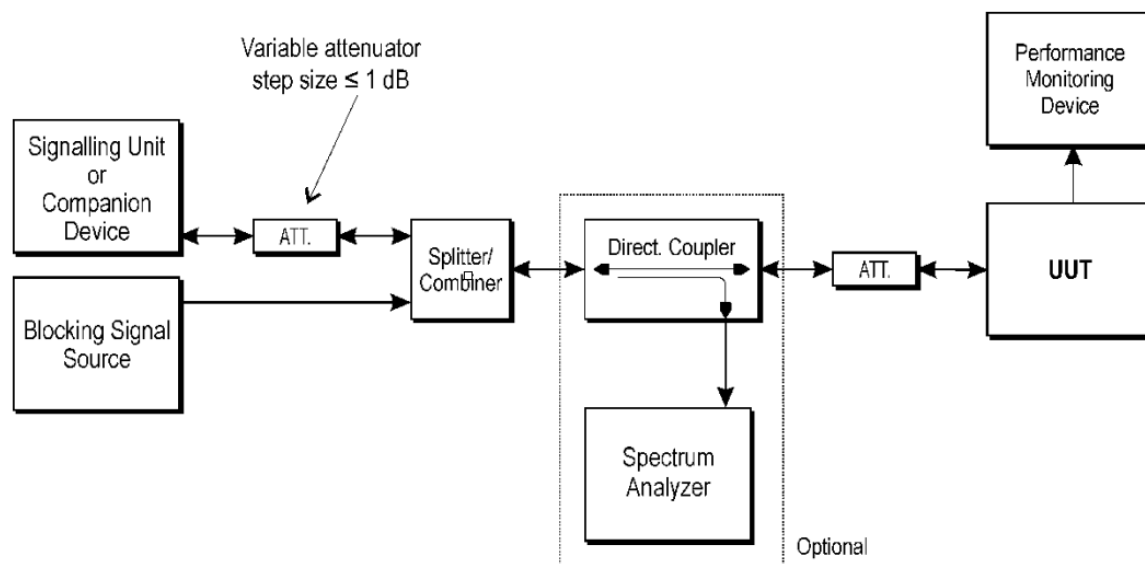 Variable attenuator
step size ≤ 1 dB
Performance
Monitoring
Device
Signalling Unit
or
Companion
Device
ATT.
Splitter/
Combiner
Direct. Coupler
ATT.
UUT
Blocking Signal
Source
Spectrum
Analyzer
Optional